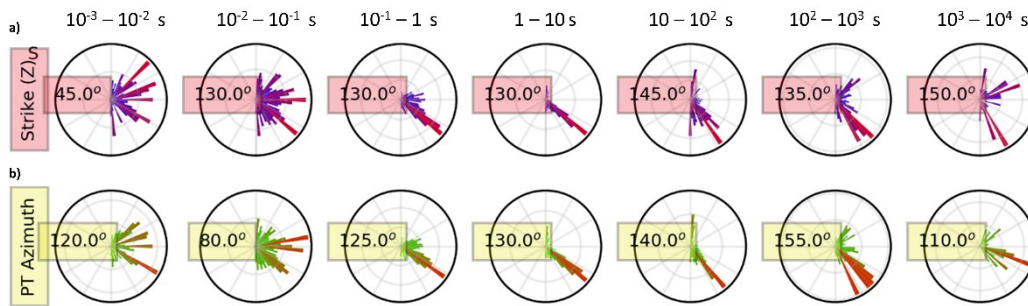 10⁻³ – 10⁻² s 10⁻² – 10⁻¹ s 10⁻¹ – 1 s 1 – 10 s 10 – 10² s 10² – 10³ s 10³ – 10⁴ s
a)
Strike (Z)
S
45.0° 130.0° 130.0° 130.0° 145.0° 135.0° 150.0°
b)
PT Azimuth
120.0° 80.0° 125.0° 130.0° 140.0° 155.0° 110.0°